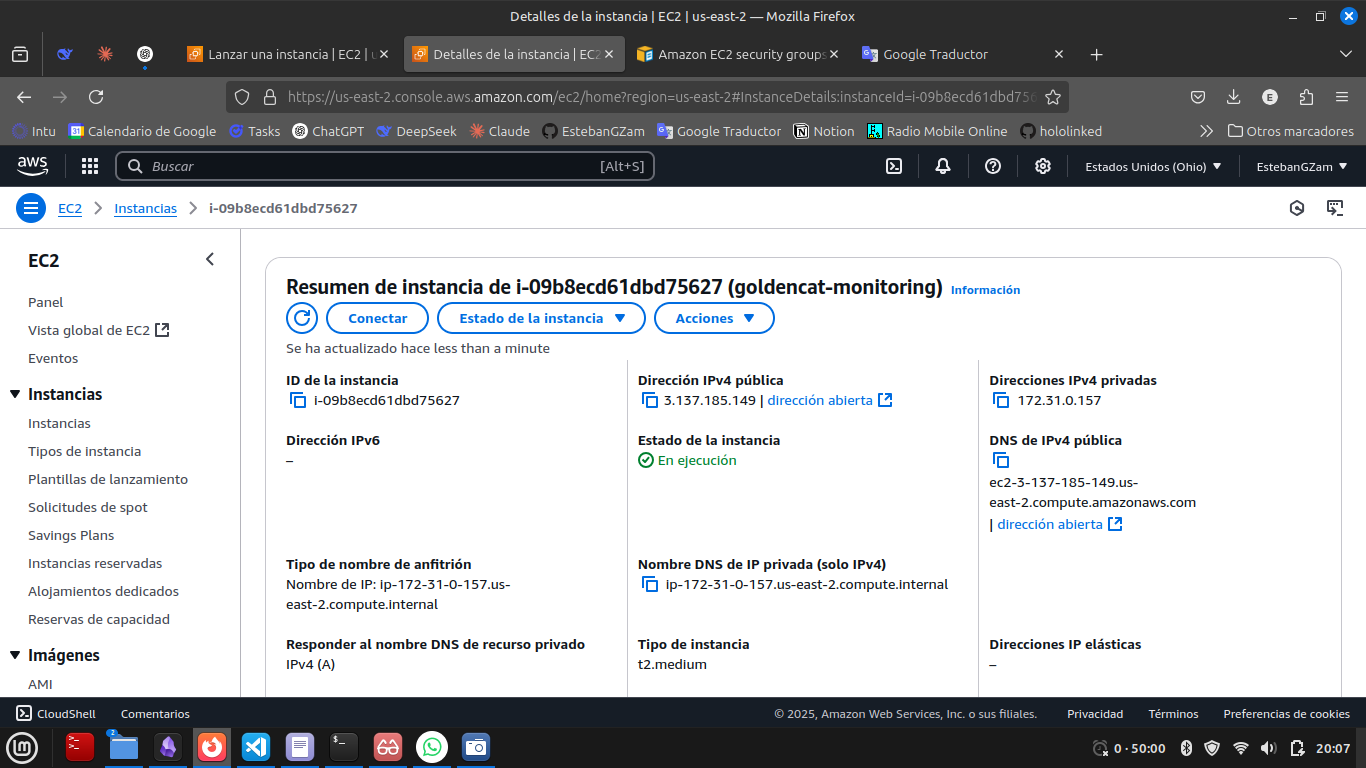 Detalles de la instancia | EC2 | us-east-2 — Mozilla Firefox
Lanzar una instancia | EC2 | u
Detalles de la instancia | EC2
Amazon EC2 security groups
Google Traductor
https://us-east-2.console.aws.amazon.com/ec2/home?region=us-east-2#InstanceDetails:instanceId=i-09b8ecd61dbd756
E
Intu
31 Calendario de Google
Tasks
ChatGPT
DeepSeek
Claude
EstebanGZam
Google Traductor
Notion
Radio Mobile Online
hololinked
Otros marcadores
aws
Buscar
[Alt+S]
Estados Unidos (Ohio)
EstebanGZam
EC2
Instancias
i-09b8ecd61dbd75627
EC2
Panel
Vista global de EC2
Eventos
Instancias
Instancias
Tipos de instancia
Plantillas de lanzamiento
Solicitudes de spot
Savings Plans
Instancias reservadas
Alojamientos dedicados
Reservas de capacidad
Imágenes
AMI
Resumen de instancia de i-09b8ecd61dbd75627 (goldencat-monitoring) Información
Conectar
Estado de la instancia
Acciones
Se ha actualizado hace less than a minute
ID de la instancia
i-09b8ecd61dbd75627
Dirección IPv4 pública
3.137.185.149 | dirección abierta
Direcciones IPv4 privadas
172.31.0.157
Dirección IPv6
–
Estado de la instancia
En ejecución
DNS de IPv4 pública
ec2-3-137-185-149.us-
east-2.compute.amazonaws.com
| dirección abierta
Tipo de nombre de anfitrión
Nombre de IP: ip-172-31-0-157.us-
east-2.compute.internal
Nombre DNS de IP privada (solo IPv4)
ip-172-31-0-157.us-east-2.compute.internal
Responder al nombre DNS de recurso privado
IPv4 (A)
Tipo de instancia
t2.medium
Direcciones IP elásticas
–
CloudShell
Comentarios
© 2025, Amazon Web Services, Inc. o sus filiales.
Privacidad
Términos
Preferencias de cookies
2
0 · 50:00
20:07